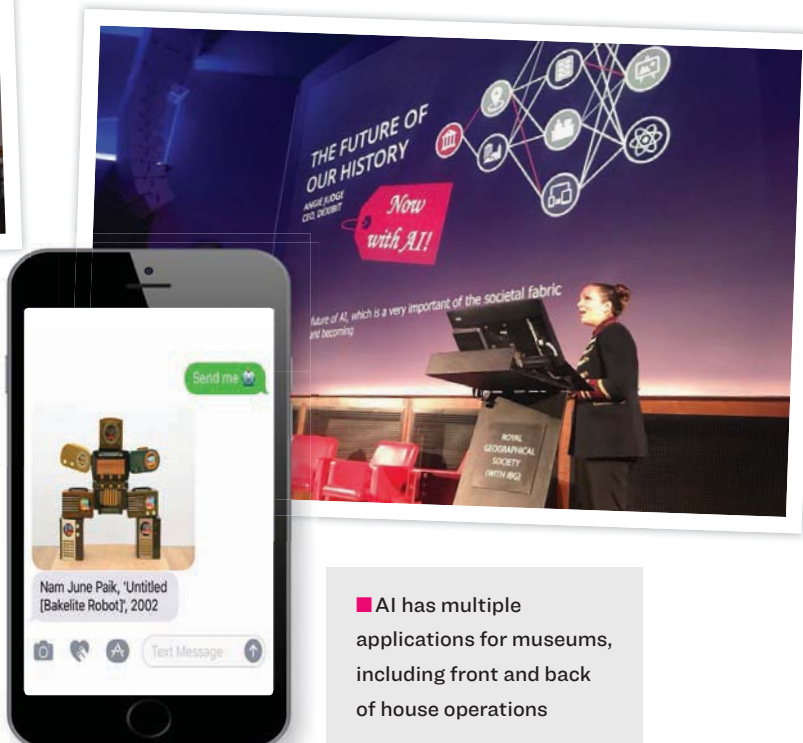 THE FUTURE OF
OUR HISTORY
ANGIE JUDGE
CEO, DEXIBIT
Now
with AI!
future of AI, which is a very important of the societal fabric
and becoming
ROYAL
GEOGRAPHICAL
SOCIETY
(WITH IBG)
Send me
Nam June Paik, 'Untitled
[Bakelite Robot]', 2002
Text Message
AI has multiple
applications for museums,
including front and back
of house operations